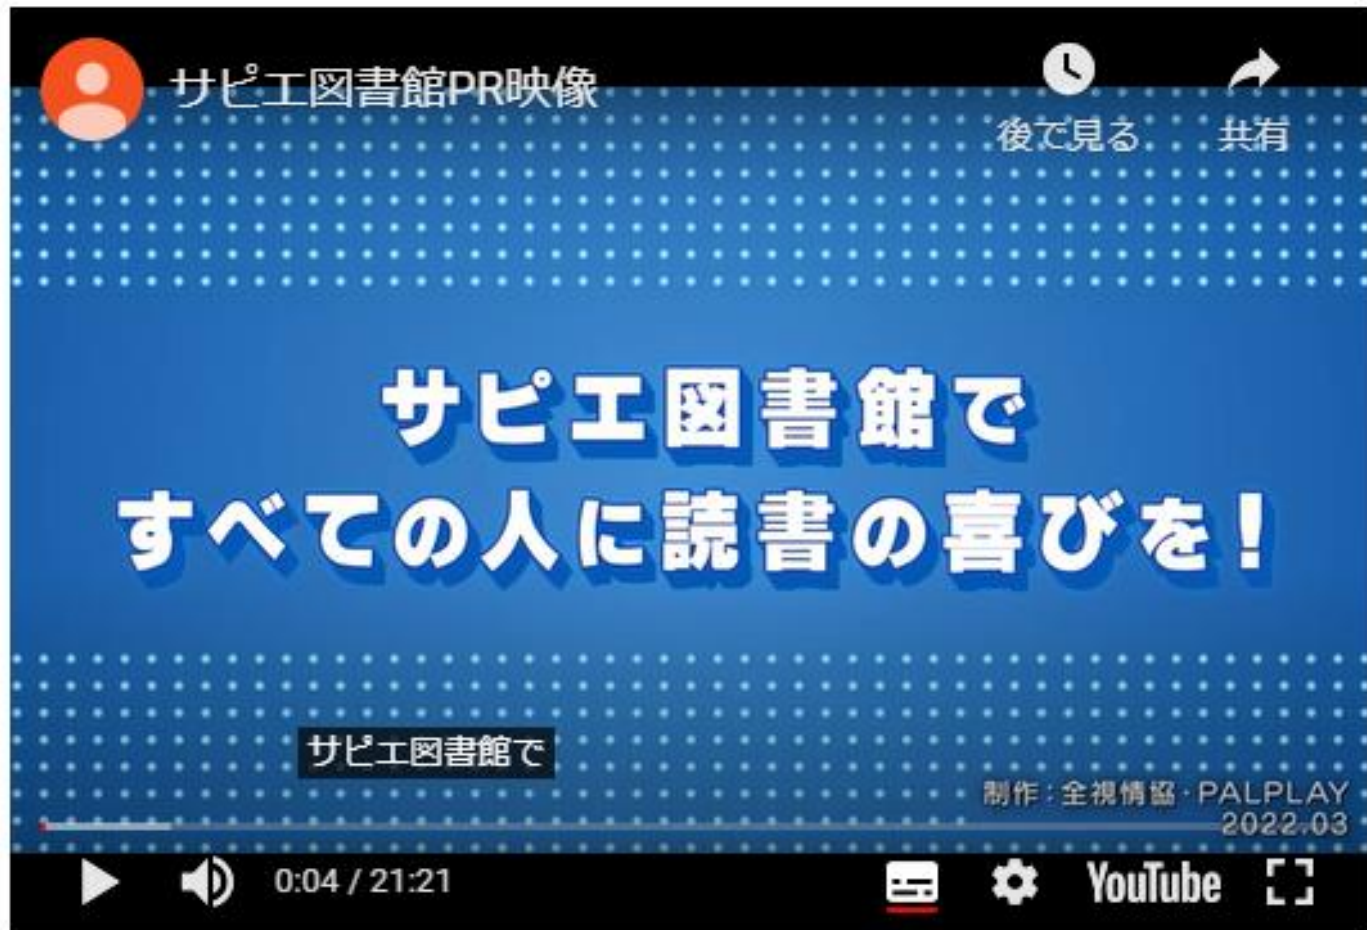 サピエ図書館PR映像
後で見る 共有
サピエ図書館で
すべての人に読書の喜びを!
サピエ図書館で
制作:全視情協・PALPLAY
2022.03
0:04 / 21:21
YouTube